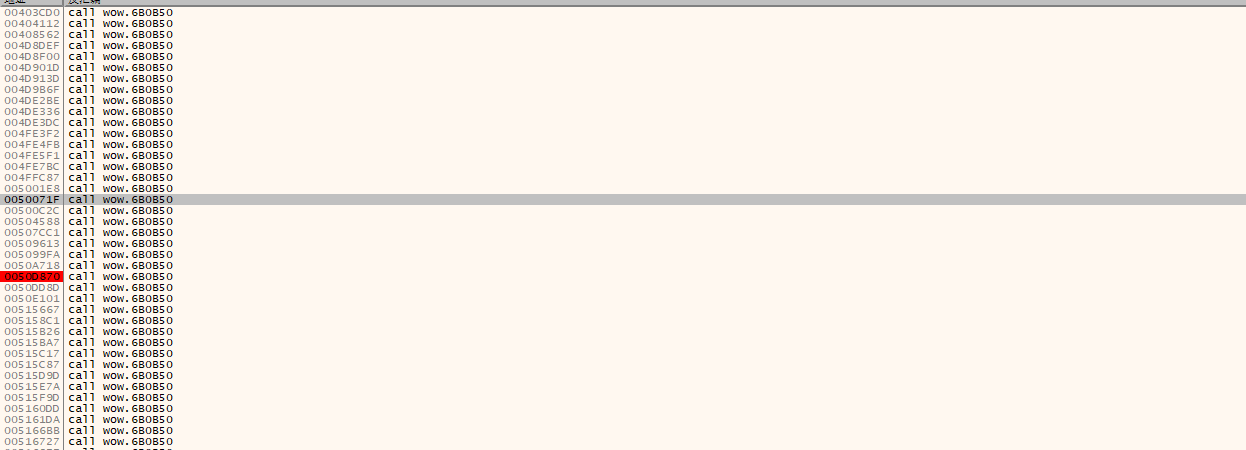 地址 反汇编
00403CD0 call wow.6B0B50
00404112 call wow.6B0B50
00408562 call wow.6B0B50
004D8DEF call wow.6B0B50
004D8F00 call wow.6B0B50
004D901D call wow.6B0B50
004D913D call wow.6B0B50
004D9B6F call wow.6B0B50
004DE2BE call wow.6B0B50
004DE336 call wow.6B0B50
004DE3DC call wow.6B0B50
004FE3F2 call wow.6B0B50
004FE4FB call wow.6B0B50
004FE5F1 call wow.6B0B50
004FE7BC call wow.6B0B50
004FFC87 call wow.6B0B50
005001E8 call wow.6B0B50
0050071F call wow.6B0B50
00500C2C call wow.6B0B50
00504588 call wow.6B0B50
00507CC1 call wow.6B0B50
00509613 call wow.6B0B50
005099FA call wow.6B0B50
0050A718 call wow.6B0B50
0050D870 call wow.6B0B50
0050DD8D call wow.6B0B50
0050E101 call wow.6B0B50
00515667 call wow.6B0B50
005158C1 call wow.6B0B50
00515B26 call wow.6B0B50
00515BA7 call wow.6B0B50
00515C17 call wow.6B0B50
00515C87 call wow.6B0B50
00515D9D call wow.6B0B50
00515E7A call wow.6B0B50
00515F9D call wow.6B0B50
005160DD call wow.6B0B50
005161DA call wow.6B0B50
005166BB call wow.6B0B50
00516727 call wow.6B0B50